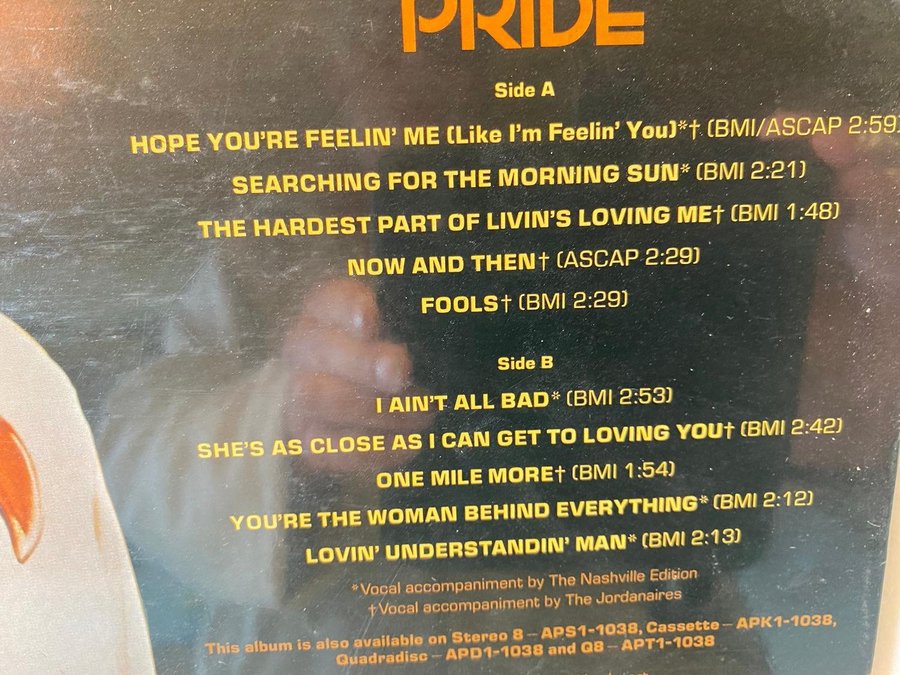 PRIDE
Side A
HOPE YOU'RE FEELIN' ME (Like I'm Feelin' You)*† (BMI/ASCAP 2:59)
SEARCHING FOR THE MORNING SUN* (BMI 2:21)
THE HARDEST PART OF LIVIN'S LOVING ME† (BMI 1:48)
NOW AND THEN† (ASCAP 2:29)
FOOLS† (BMI 2:29)
Side B
I AIN'T ALL BAD* (BMI 2:53)
SHE'S AS CLOSE AS I CAN GET TO LOVING YOU† (BMI 2:42)
ONE MILE MORE† (BMI 1:54)
YOU'RE THE WOMAN BEHIND EVERYTHING* (BMI 2:12)
LOVIN' UNDERSTANDIN' MAN* (BMI 2:13)
*Vocal accompaniment by The Nashville Edition
†Vocal accompaniment by The Jordanaires
This album is also available on Stereo 8 – APS1-1038, Cassette – APK1-1038,
Quadradisc – APD1-1038 and Q8 – APT1-1038